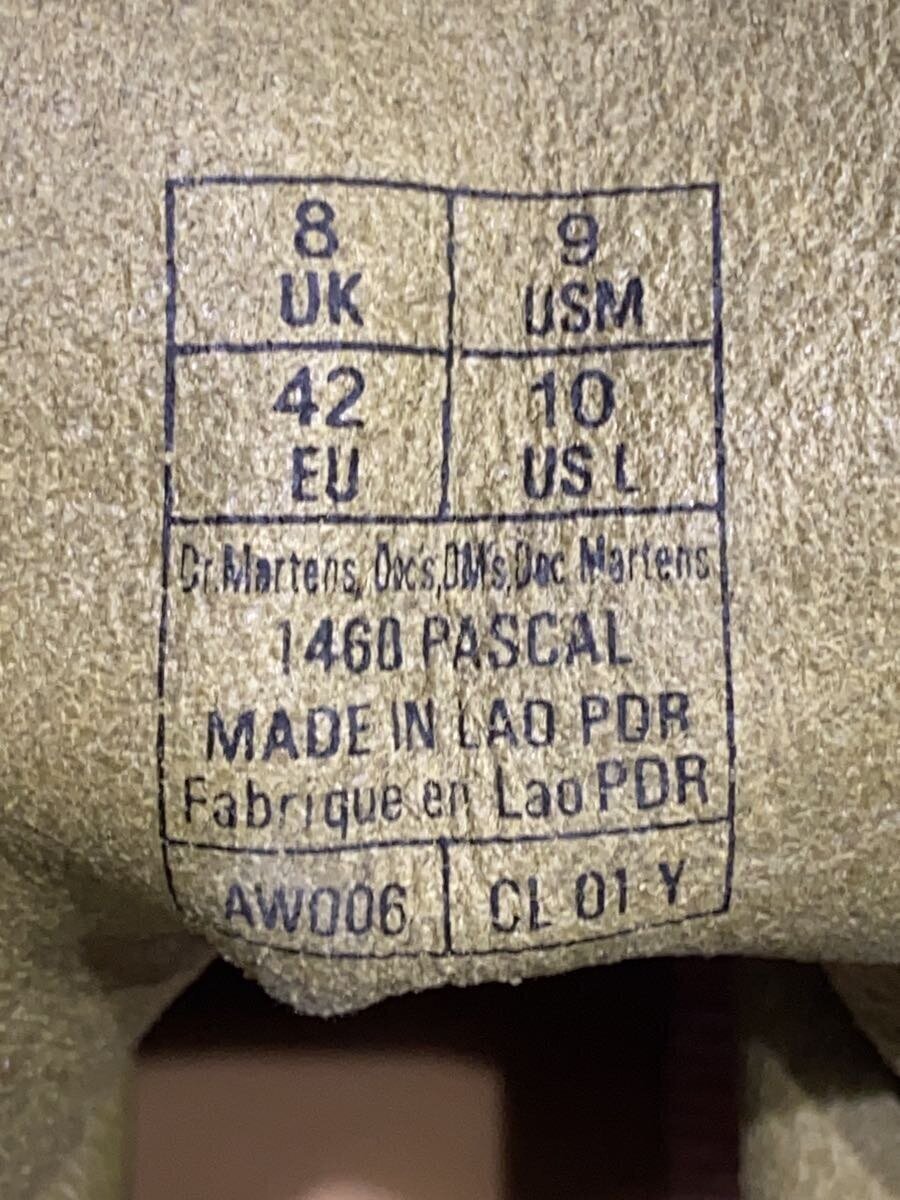 8
UK
9
USM
42
EU
10
US L
Dr.Martens, Doc's,DM's,Doc Martens
1460 PASCAL
MADE IN LAO PDR
Fabrique en Lao PDR
AW006
CL 01 Y